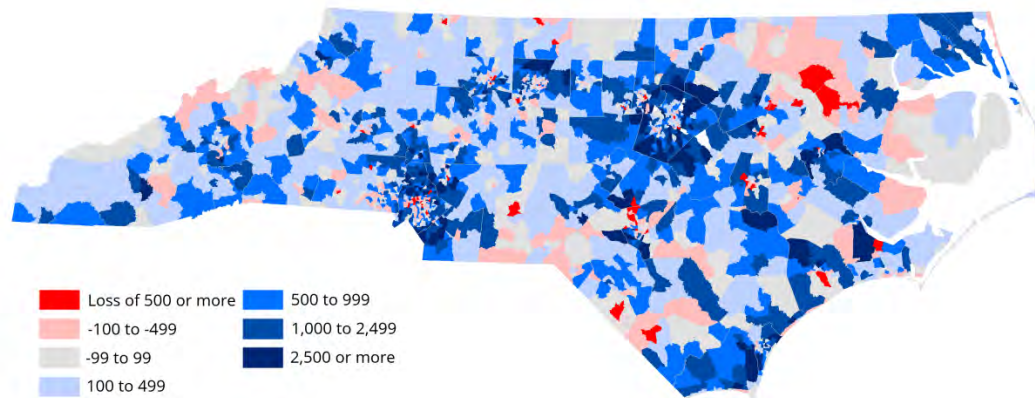 Loss of 500 or more
-100 to -499
-99 to 99
100 to 499
500 to 999
1,000 to 2,499
2,500 or more